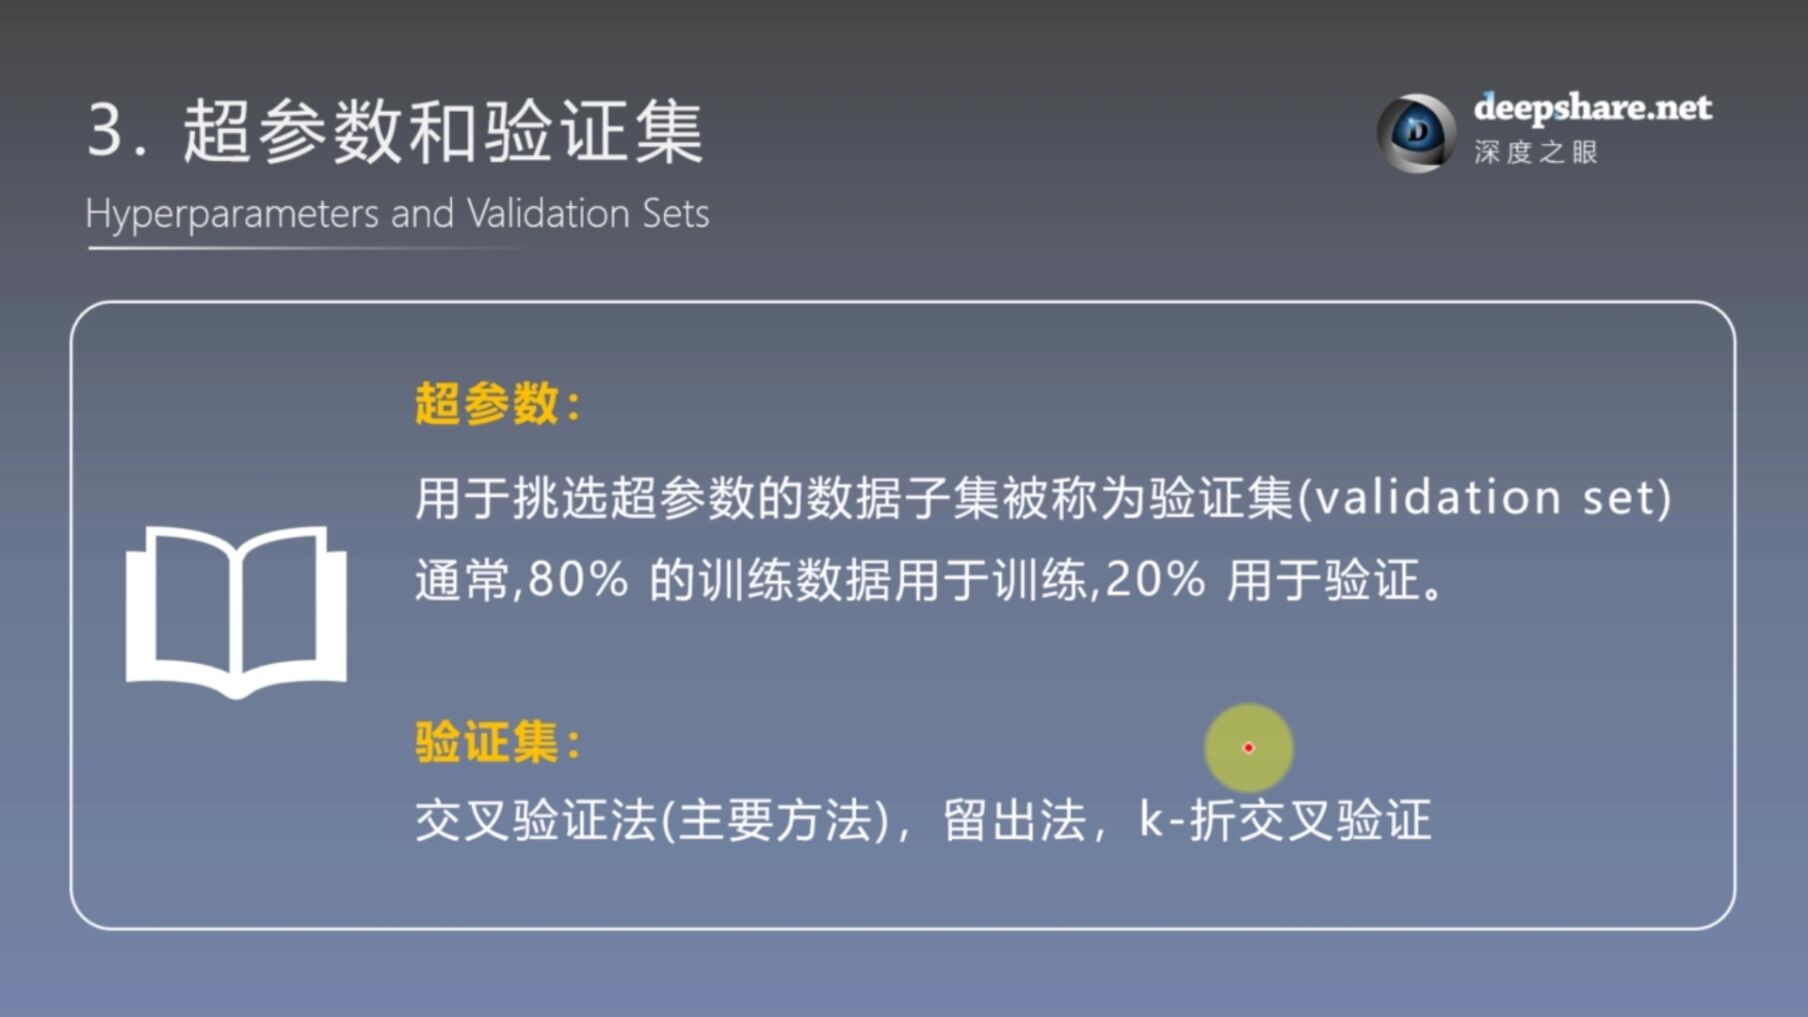 3. 超参数和验证集
Hyperparameters and Validation Sets
deepshare.net
深度之眼
超参数：
用于挑选超参数的数据子集被称为验证集(validation set)
通常,80% 的训练数据用于训练,20% 用于验证。
验证集：
交叉验证法(主要方法)，留出法，k-折交叉验证